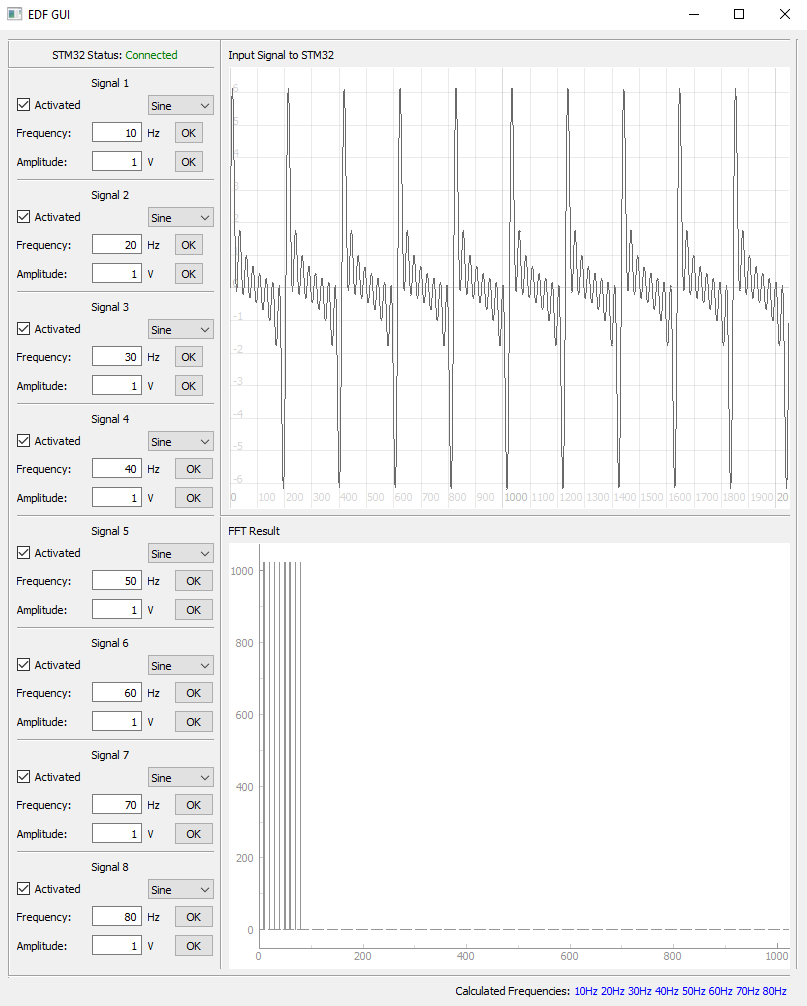 EDF GUI
STM32 Status: Connected
Signal 1
Activated Sine
Frequency: 10 Hz OK
Amplitude: 1 V OK
Signal 2
Activated Sine
Frequency: 20 Hz OK
Amplitude: 1 V OK
Signal 3
Activated Sine
Frequency: 30 Hz OK
Amplitude: 1 V OK
Signal 4
Activated Sine
Frequency: 40 Hz OK
Amplitude: 1 V OK
Signal 5
Activated Sine
Frequency: 50 Hz OK
Amplitude: 1 V OK
Signal 6
Activated Sine
Frequency: 60 Hz OK
Amplitude: 1 V OK
Signal 7
Activated Sine
Frequency: 70 Hz OK
Amplitude: 1 V OK
Signal 8
Activated Sine
Frequency: 80 Hz OK
Amplitude: 1 V OK
Input Signal to STM32
6
5
4
3
2
0
-1
-2
-3
-4
-5
-6
0 100 200 300 400 500 600 700 800 900 1000 1100 1200 1300 1400 1500 1600 1700 1800 1900 20
FFT Result
1000
800
600
400
200
0
0 200 400 600 800 1000
Calculated Frequencies: 10Hz 20Hz 30Hz 40Hz 50Hz 60Hz 70Hz 80Hz